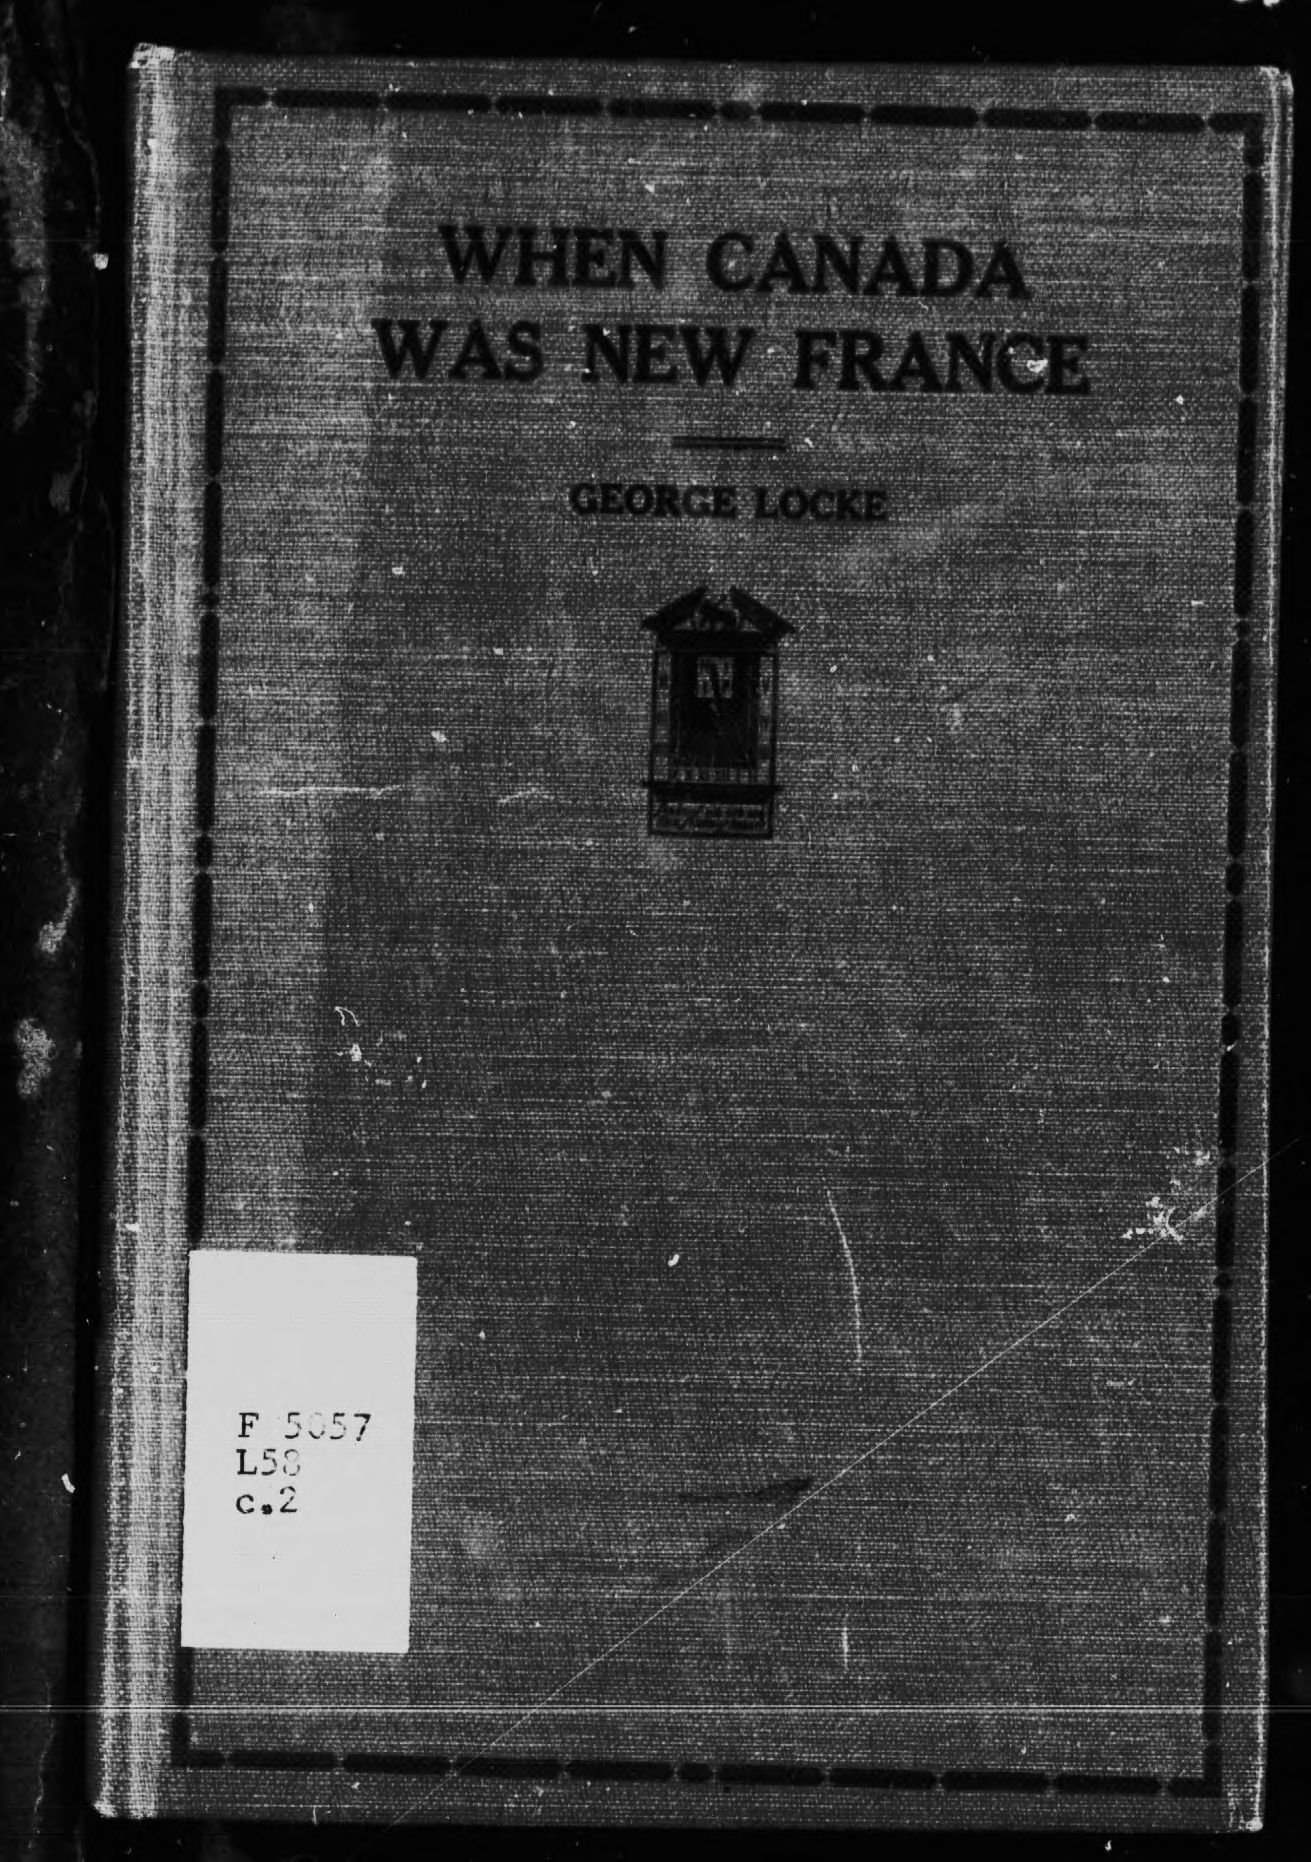 WHEN CANADA
WAS NEW FRANCE
GEORGE LOCKE
F 5057
L58
c.2